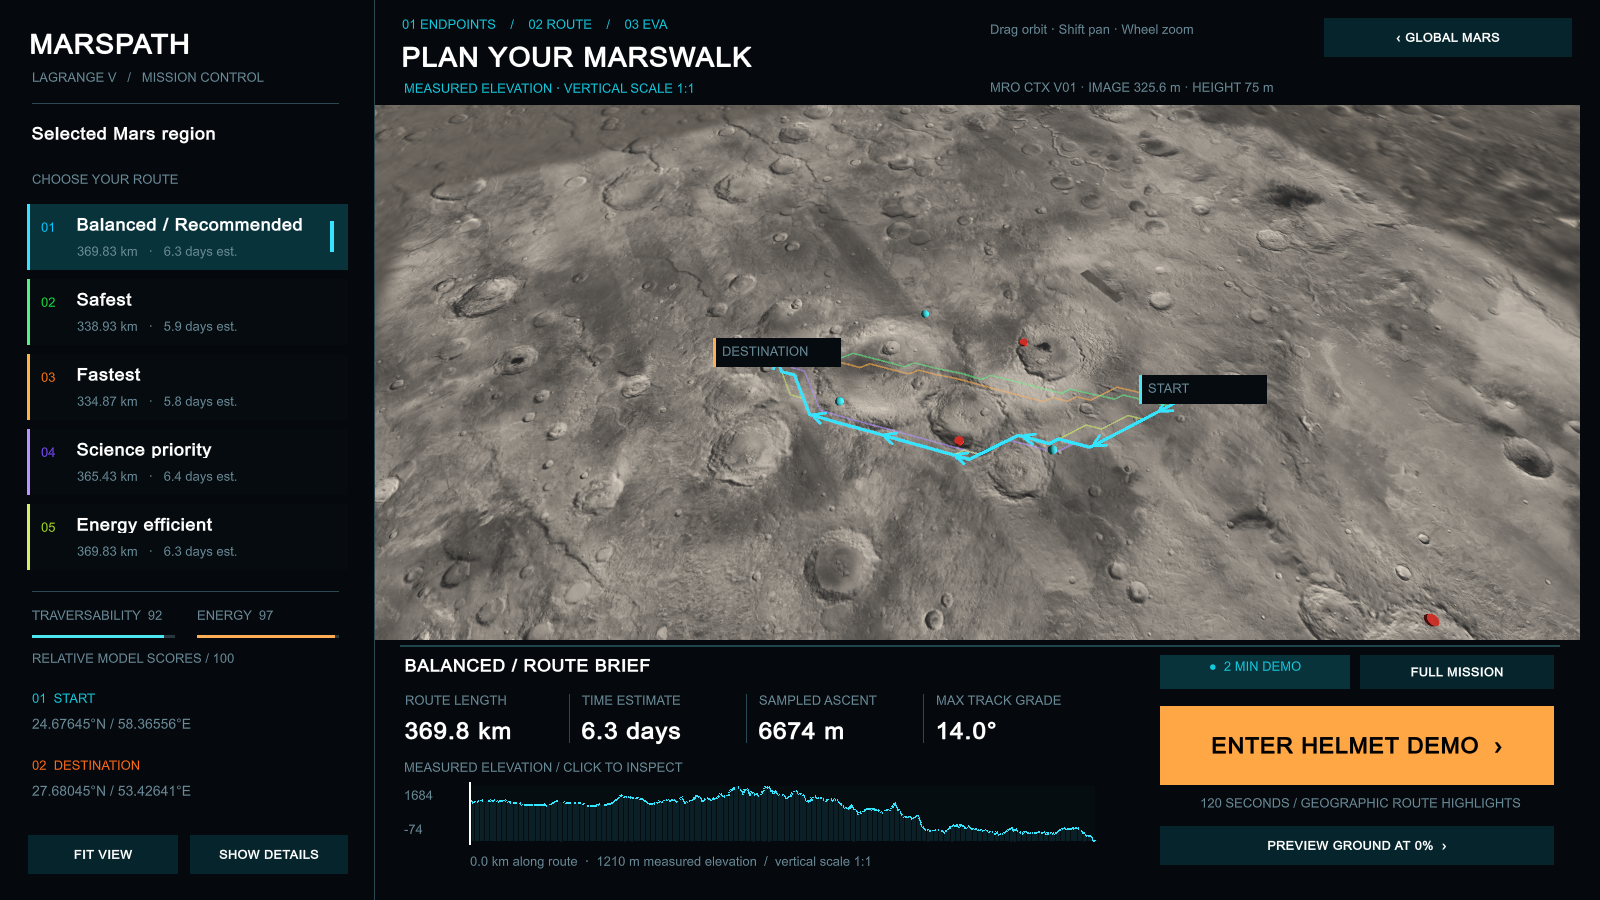 MARSPATH
LAGRANGE V / MISSION CONTROL
Selected Mars region
CHOOSE YOUR ROUTE
01 Balanced / Recommended
369.83 km · 6.3 days est.
02 Safest
338.93 km · 5.9 days est.
03 Fastest
334.87 km · 5.8 days est.
04 Science priority
365.43 km · 6.4 days est.
05 Energy efficient
369.83 km · 6.3 days est.
TRAVERSABILITY 92 ENERGY 97
RELATIVE MODEL SCORES / 100
01 START
24.67645°N / 58.36556°E
02 DESTINATION
27.68045°N / 53.42641°E
FIT VIEW SHOW DETAILS
01 ENDPOINTS / 02 ROUTE / 03 EVA
PLAN YOUR MARSWALK
MEASURED ELEVATION · VERTICAL SCALE 1:1
Drag orbit · Shift pan · Wheel zoom
MRO CTX V01 · IMAGE 325.6 m · HEIGHT 75 m
‹ GLOBAL MARS
DESTINATION
START
BALANCED / ROUTE BRIEF
ROUTE LENGTH TIME ESTIMATE SAMPLED ASCENT MAX TRACK GRADE
369.8 km 6.3 days 6674 m 14.0°
MEASURED ELEVATION / CLICK TO INSPECT
1684
-74
0.0 km along route · 1210 m measured elevation / vertical scale 1:1
● 2 MIN DEMO FULL MISSION
ENTER HELMET DEMO ›
120 SECONDS / GEOGRAPHIC ROUTE HIGHLIGHTS
PREVIEW GROUND AT 0% ›